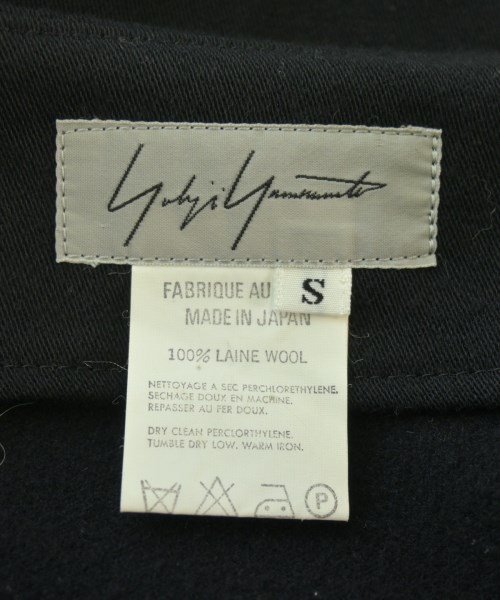 Yohji Yamamoto
S
FABRIQUE AU
MADE IN JAPAN
100% LAINE WOOL
NETTOYAGE A SEC PERCHLORETHYLENE.
SECHAGE DOUX EN MACHINE.
REPASSER AU FER DOUX.
DRY CLEAN PERCLORTHYLENE.
TUMBLE DRY LOW. WARM IRON.
P